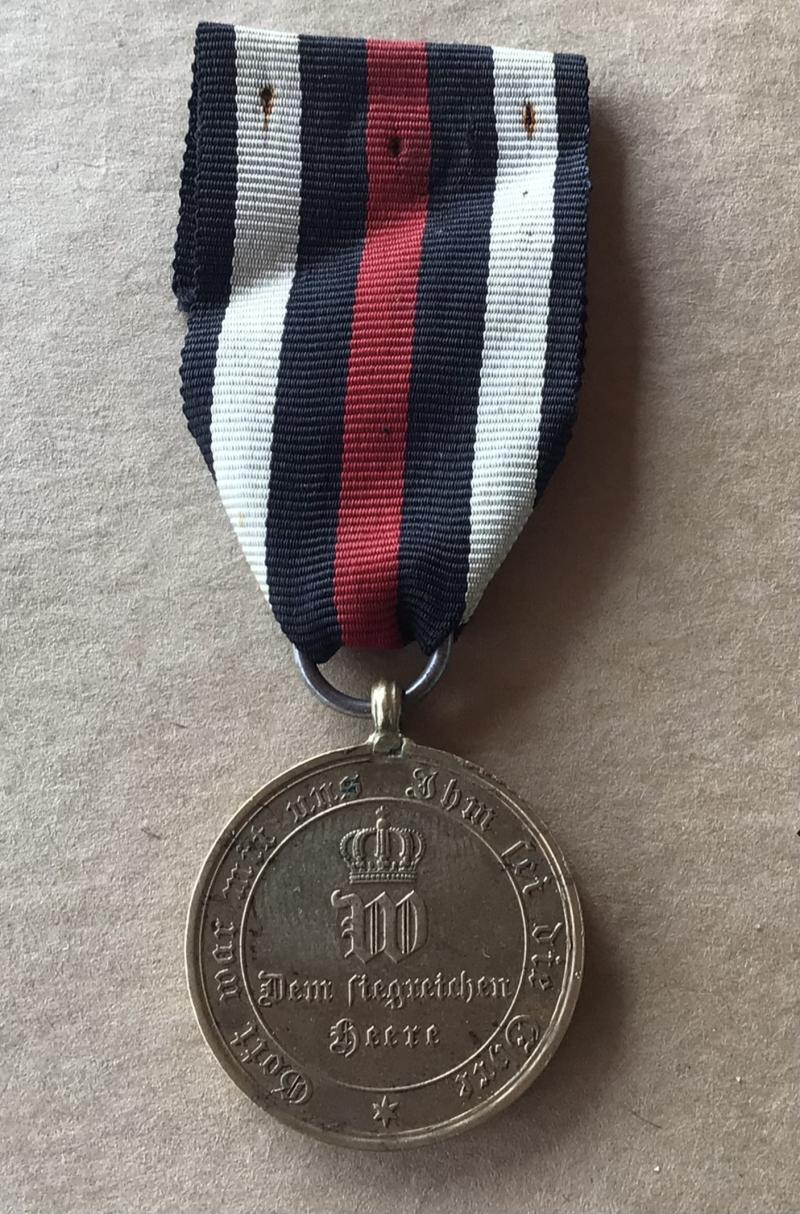 Gott war mit uns Ihm sei die Ehre
W
Dem siegreichen
Heere